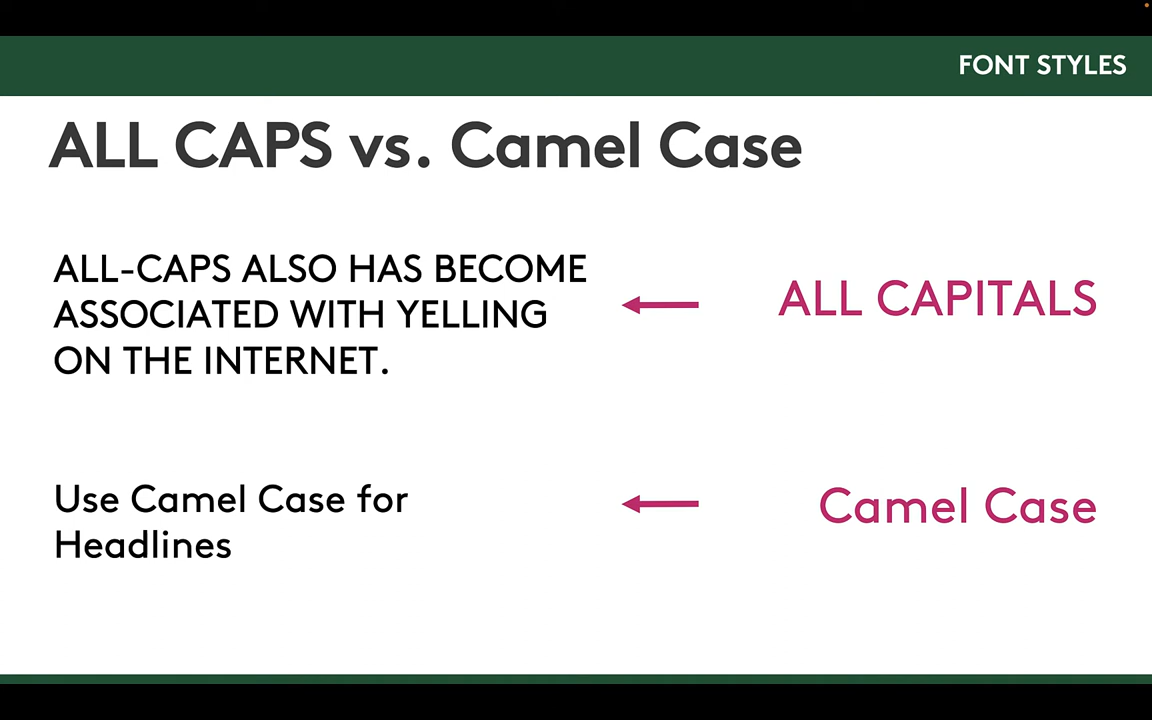 FONT STYLES
ALL CAPS vs. Camel Case
ALL-CAPS ALSO HAS BECOME
ASSOCIATED WITH YELLING
ON THE INTERNET.
ALL CAPITALS
Use Camel Case for
Headlines
Camel Case